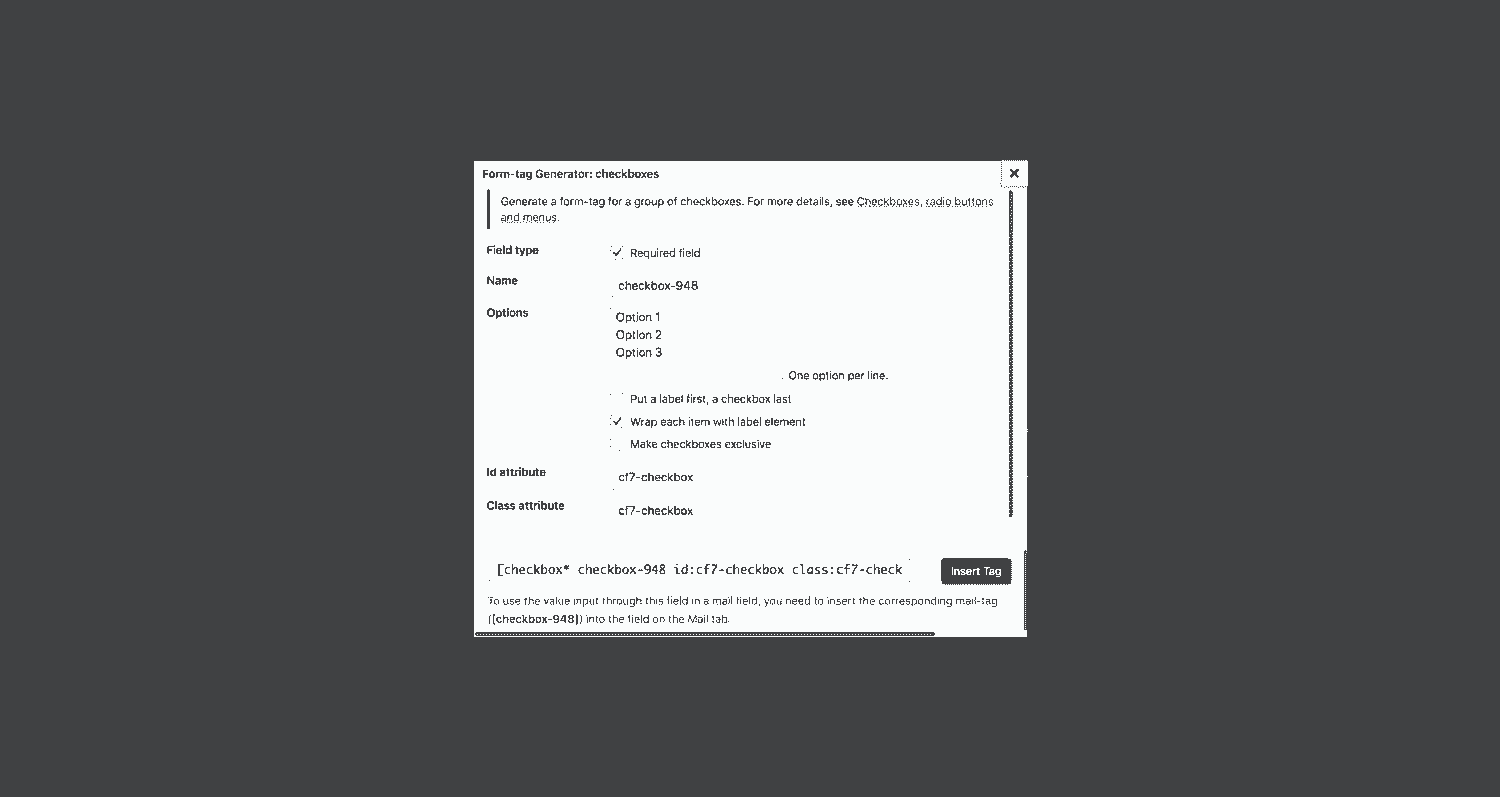 Form-tag Generator: checkboxes
Generate a form-tag for a group of checkboxes. For more details, see Checkboxes, radio buttons
and menus.
Field type
Required field
Name
checkbox-948
Options
Option 1
Option 2
Option 3
One option per line.
Put a label first, a checkbox last
Wrap each item with label element
Make checkboxes exclusive
Id attribute
cf7-checkbox
Class attribute
cf7-checkbox
[checkbox* checkbox-948 id:cf7-checkbox class:cf7-check
Insert Tag
To use the value input through this field in a mail field, you need to insert the corresponding mail-tag
([checkbox-948]) into the field on the Mail tab.